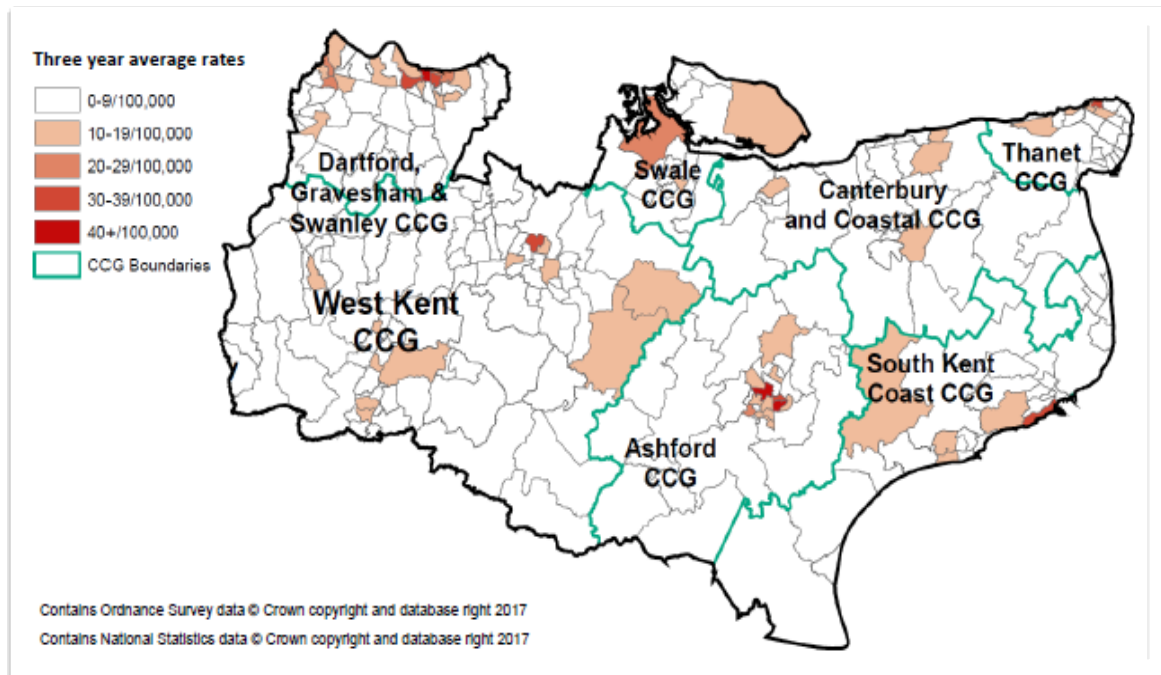 Three year average rates
0-9/100,000
10-19/100,000
20-29/100,000
30-39/100,000
40+/100,000
CCG Boundaries
Dartford,
Gravesham &
Swanley CCG
Swale
CCG
Thanet
CCG
Canterbury
and Coastal CCG
West Kent
CCG
South Kent
Coast CCG
Ashford
CCG
Contains Ordnance Survey data © Crown copyright and database right 2017
Contains National Statistics data © Crown copyright and database right 2017